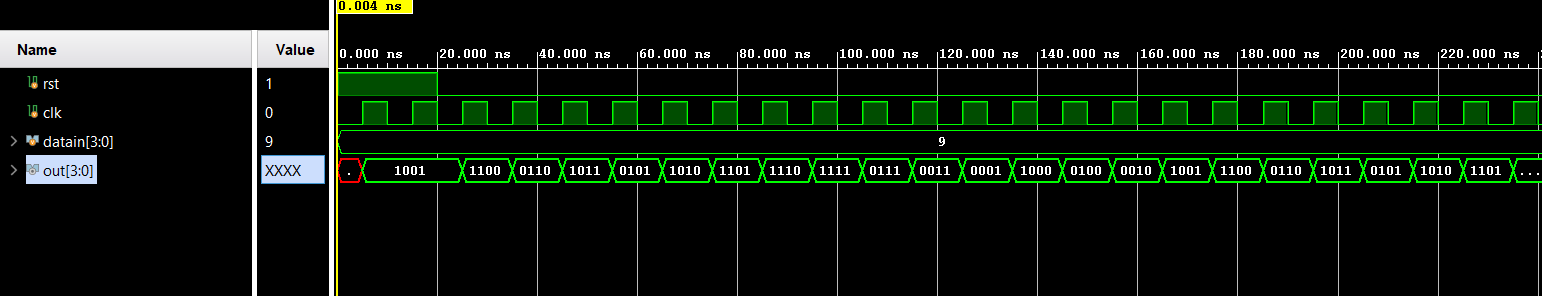 0.004 ns
Name Value
0.000 ns 20.000 ns 40.000 ns 60.000 ns 80.000 ns 100.000 ns 120.000 ns 140.000 ns 160.000 ns 180.000 ns 200.000 ns 220.000 ns
rst 1
clk 0
datain[3:0] 9 9
out[3:0] XXXX . 1001 1100 0110 1011 0101 1010 1101 1110 1111 0111 0011 0001 1000 0100 0010 1001 1100 0110 1011 0101 1010 1101 ...